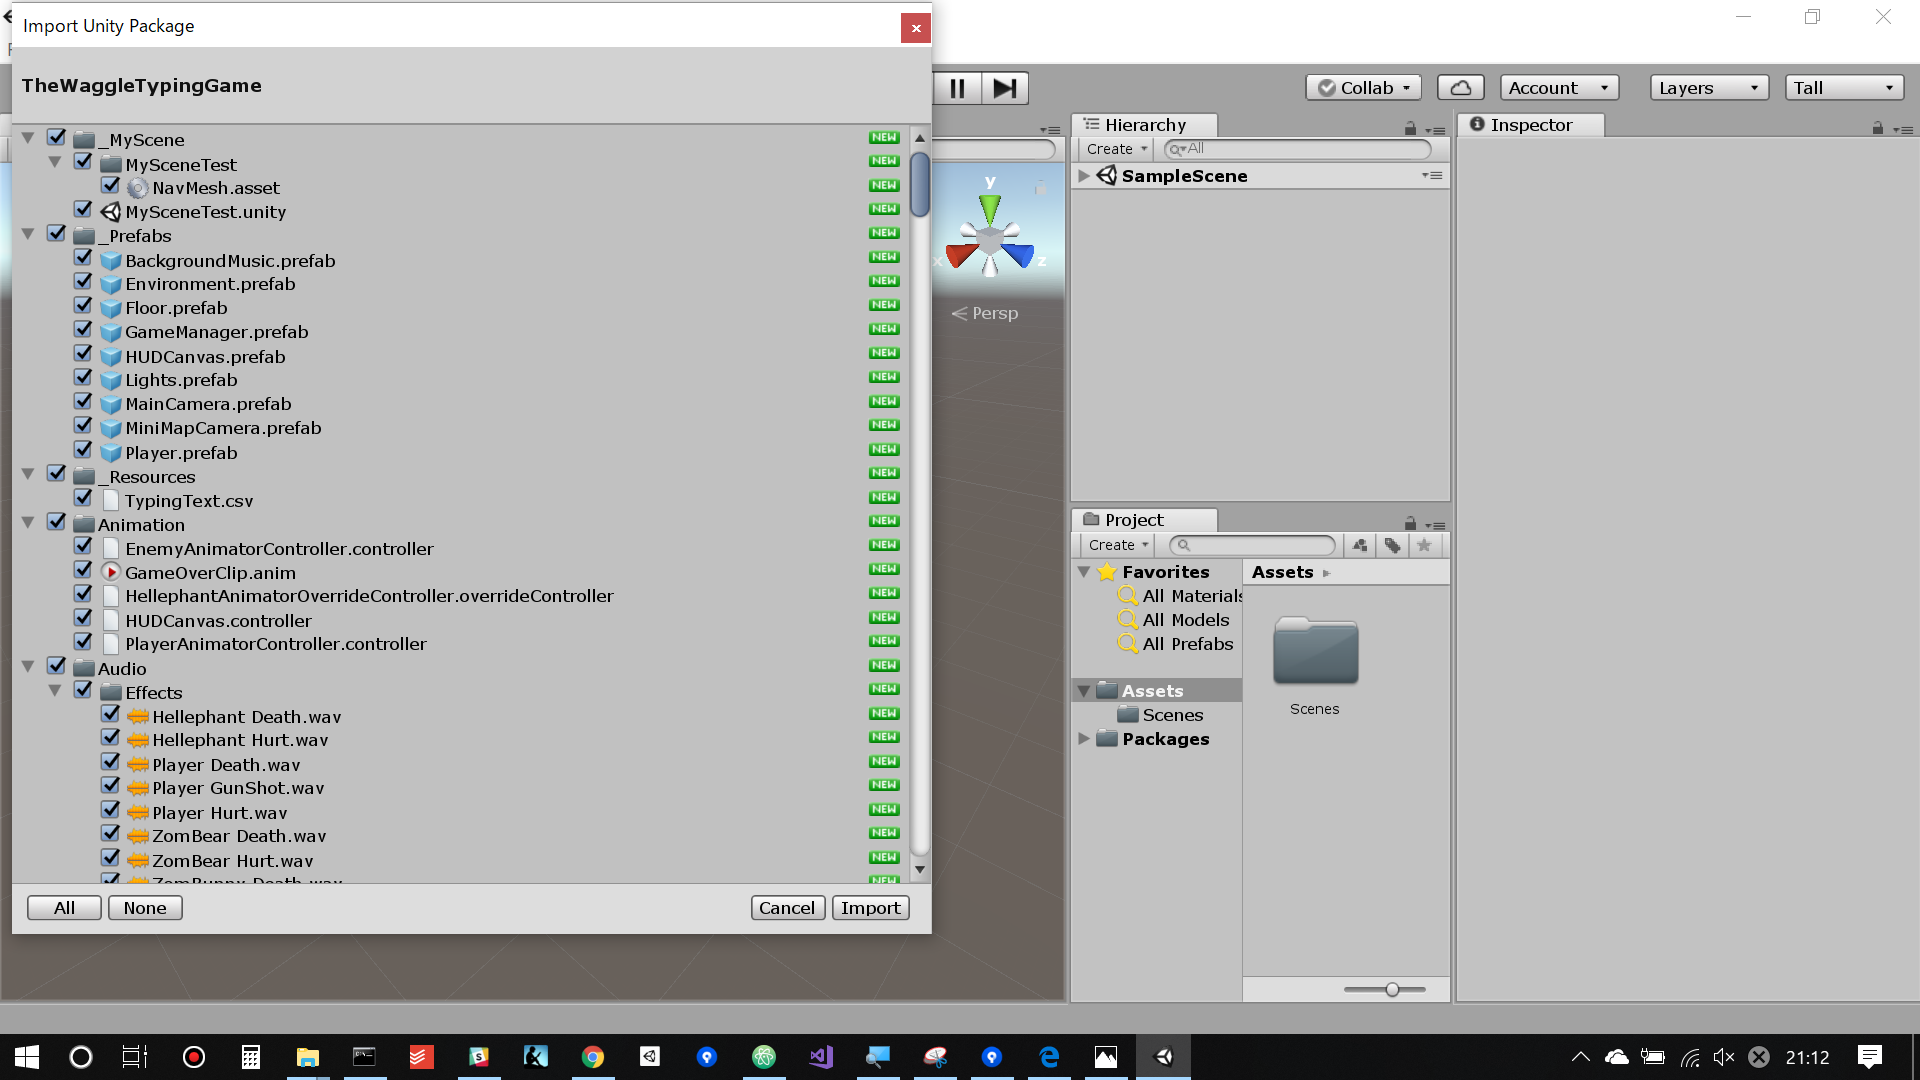 Import Unity Package
TheWaggleTypingGame
_MyScene NEW
MySceneTest NEW
NavMesh.asset NEW
MySceneTest.unity NEW
_Prefabs NEW
BackgroundMusic.prefab NEW
Environment.prefab NEW
Floor.prefab NEW
GameManager.prefab NEW
HUDCanvas.prefab NEW
Lights.prefab NEW
MainCamera.prefab NEW
MiniMapCamera.prefab NEW
Player.prefab NEW
_Resources NEW
TypingText.csv NEW
Animation NEW
EnemyAnimatorController.controller NEW
GameOverClip.anim NEW
HellephantAnimatorOverrideController.overrideController NEW
HUDCanvas.controller NEW
PlayerAnimatorController.controller NEW
Audio NEW
Effects NEW
Hellephant Death.wav NEW
Hellephant Hurt.wav NEW
Player Death.wav NEW
Player GunShot.wav NEW
Player Hurt.wav NEW
ZomBear Death.wav NEW
ZomBear Hurt.wav NEW
ZomBunny Death.wav NEW
All None Cancel Import
Collab Account Layers Tall
y
x z
Persp
Hierarchy
Create All
SampleScene
Project
Create
Favorites
All Materials
All Models
All Prefabs
Assets
Scenes
Packages
Assets
Scenes
Inspector
21:12